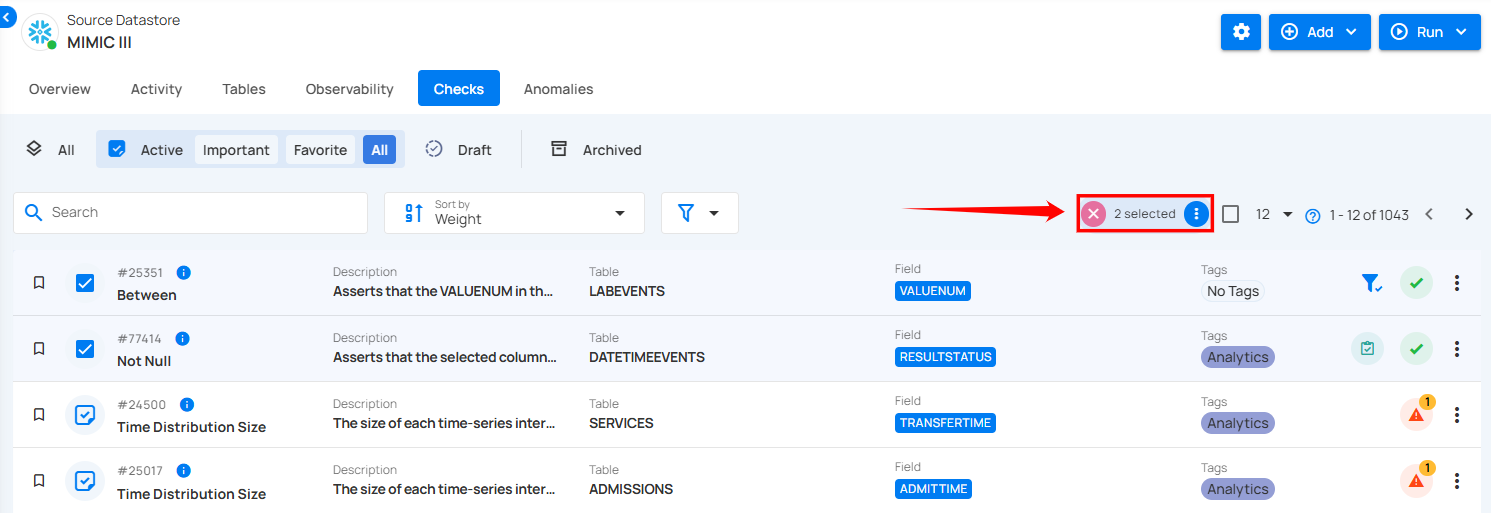 Source Datastore
MIMIC III
Add
Run
Overview Activity Tables Observability Checks Anomalies
All Active Important Favorite All Draft Archived
Search
Sort by
Weight
2 selected
12
1 - 12 of 1043
#25351
Between
Description
Asserts that the VALUENUM in th...
Table
LABEVENTS
Field
VALUENUM
Tags
No Tags
#77414
Not Null
Description
Asserts that the selected column...
Table
DATETIMEEVENTS
Field
RESULTSTATUS
Tags
Analytics
#24500
Time Distribution Size
Description
The size of each time-series inter...
Table
SERVICES
Field
TRANSFERTIME
Tags
Analytics
1
#25017
Time Distribution Size
Description
The size of each time-series inter...
Table
ADMISSIONS
Field
ADMITTIME
Tags
Analytics
1